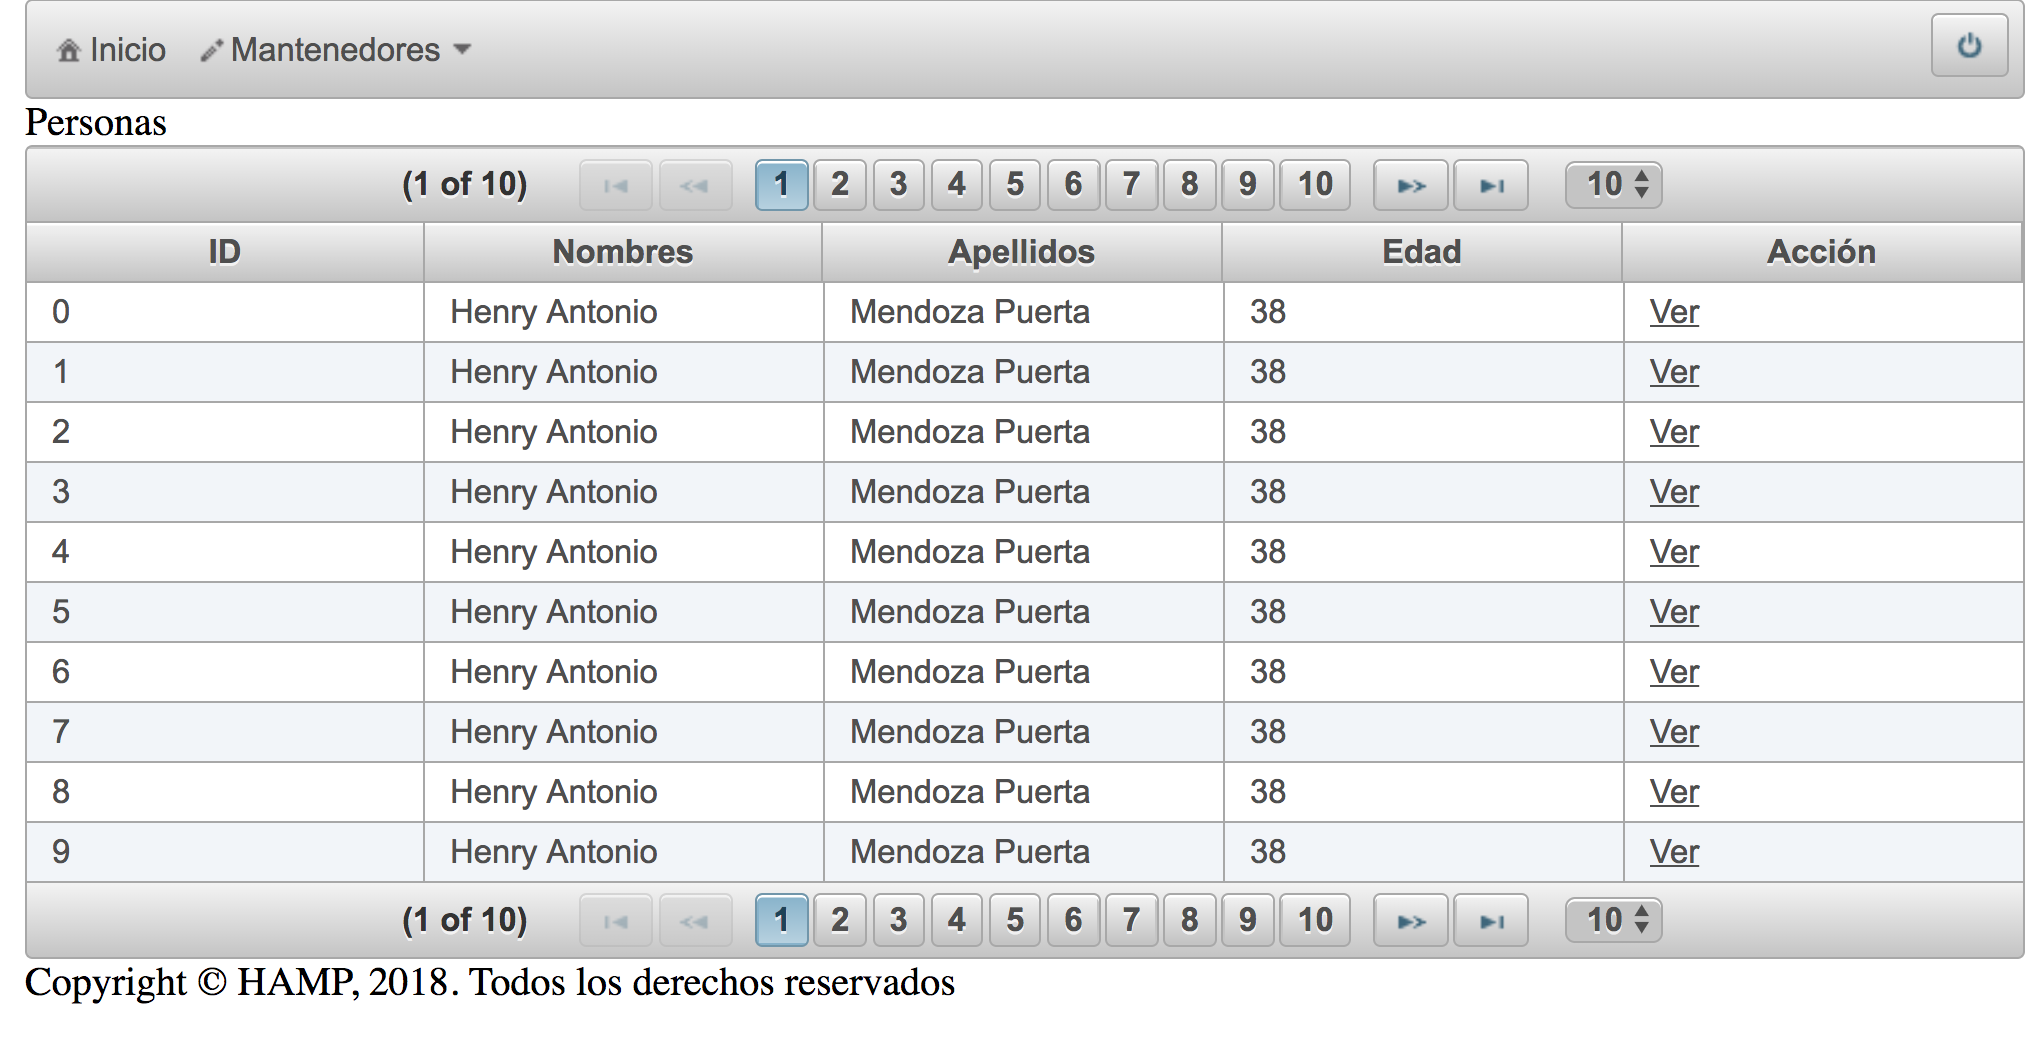 Inicio Mantenedores
Personas
(1 of 10) 1 2 3 4 5 6 7 8 9 10 10
ID Nombres Apellidos Edad Acción
0 Henry Antonio Mendoza Puerta 38 Ver
1 Henry Antonio Mendoza Puerta 38 Ver
2 Henry Antonio Mendoza Puerta 38 Ver
3 Henry Antonio Mendoza Puerta 38 Ver
4 Henry Antonio Mendoza Puerta 38 Ver
5 Henry Antonio Mendoza Puerta 38 Ver
6 Henry Antonio Mendoza Puerta 38 Ver
7 Henry Antonio Mendoza Puerta 38 Ver
8 Henry Antonio Mendoza Puerta 38 Ver
9 Henry Antonio Mendoza Puerta 38 Ver
(1 of 10) 1 2 3 4 5 6 7 8 9 10 10
Copyright © HAMP, 2018. Todos los derechos reservados